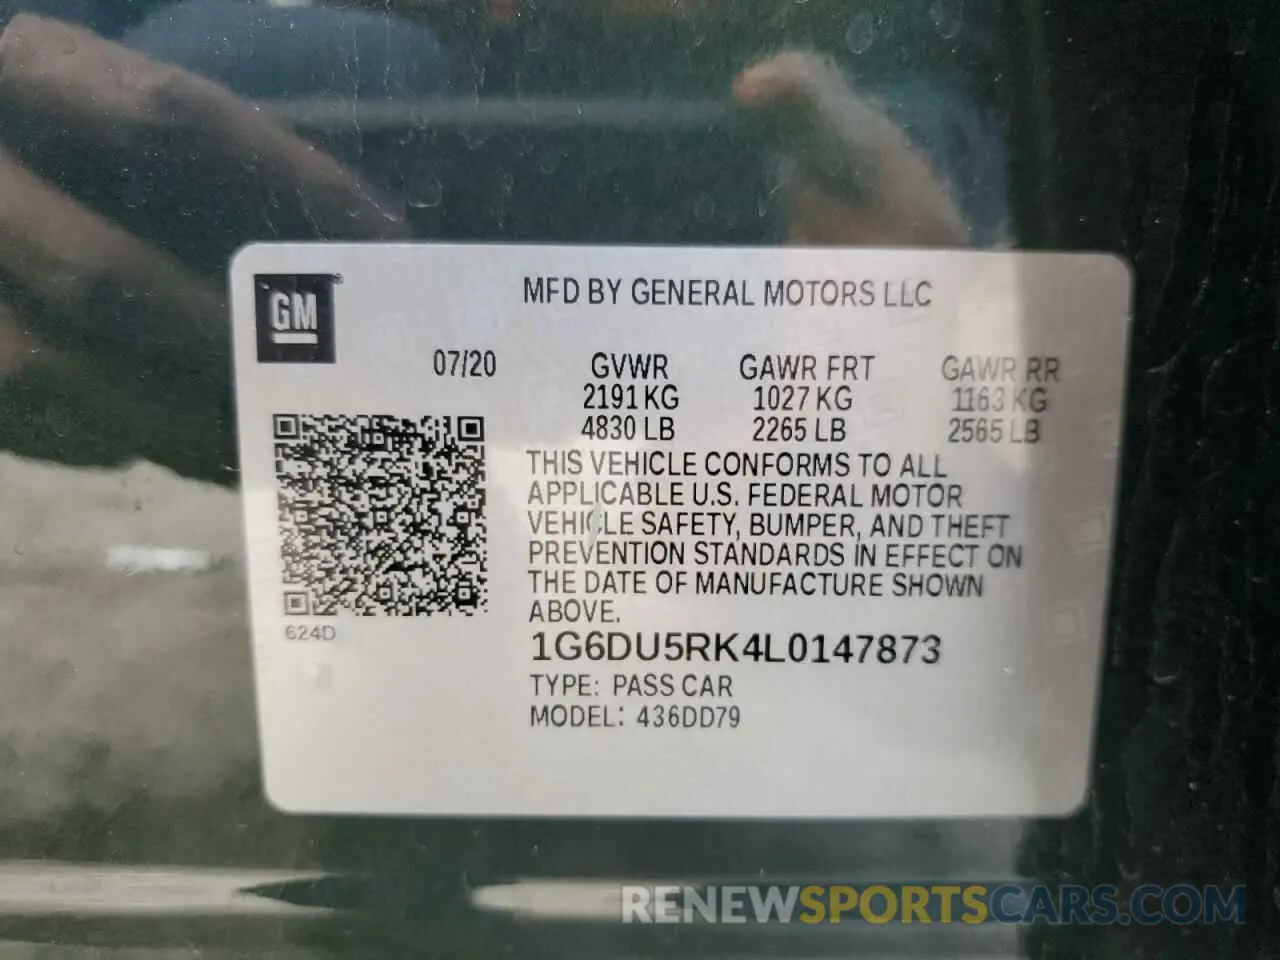 GM
MFD BY GENERAL MOTORS LLC
07/20 GVWR GAWR FRT GAWR RR
2191 KG 1027 KG 1163 KG
4830 LB 2265 LB 2565 LB
THIS VEHICLE CONFORMS TO ALL
APPLICABLE U.S. FEDERAL MOTOR
VEHICLE SAFETY, BUMPER, AND THEFT
PREVENTION STANDARDS IN EFFECT ON
THE DATE OF MANUFACTURE SHOWN
ABOVE.
624D
1G6DU5RK4L0147873
TYPE: PASS CAR
MODEL: 436DD79
RENEWSPORTSCARS.COM